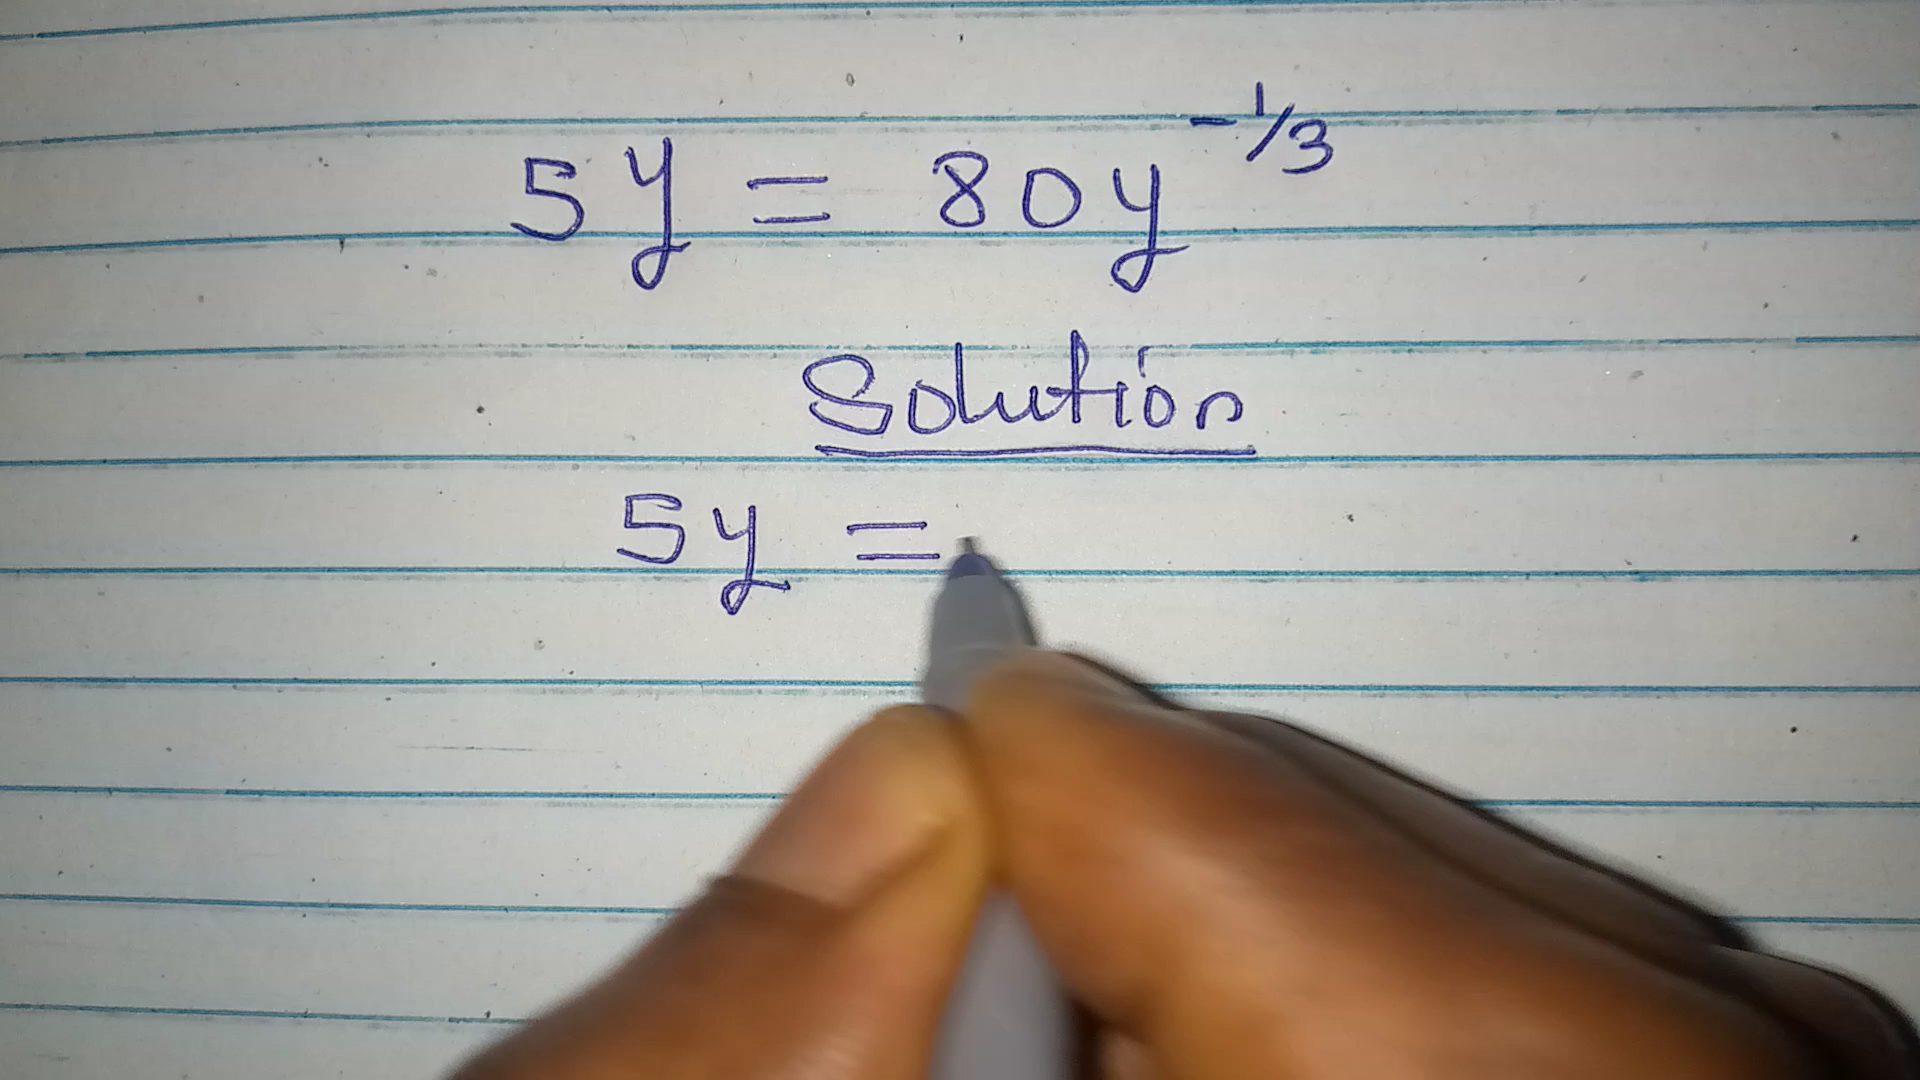 5y = 80y^-1/3
Solution
5y =